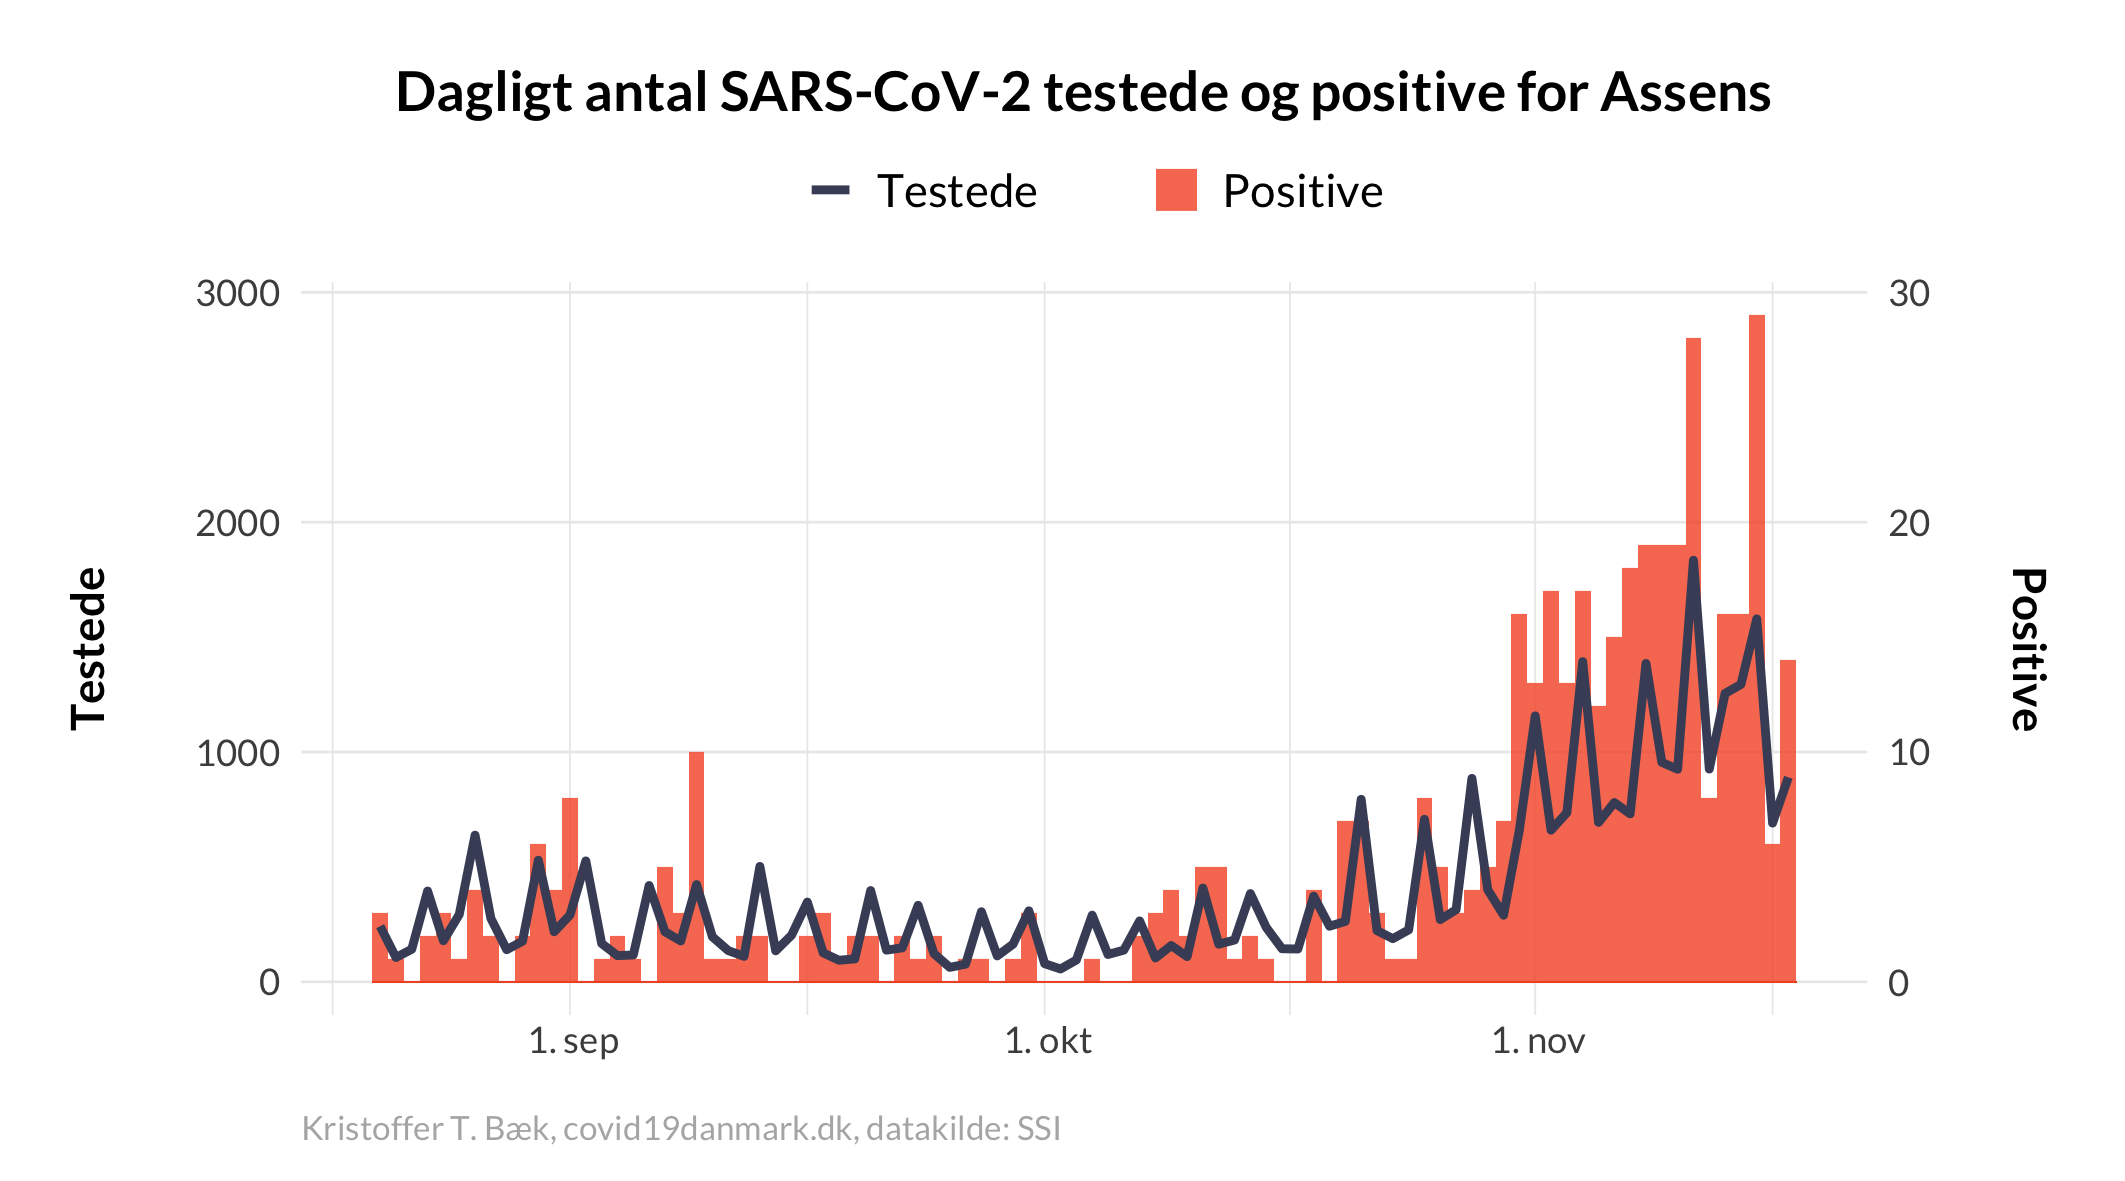 Dagligt antal SARS-CoV-2 testede og positive for Assens
Testede
Positive
3000
2000
1000
0
30
20
10
0
Testede
Positive
1. sep
1. okt
1. nov
Kristoffer T. Bæk, covid19danmark.dk, datakilde: SSI